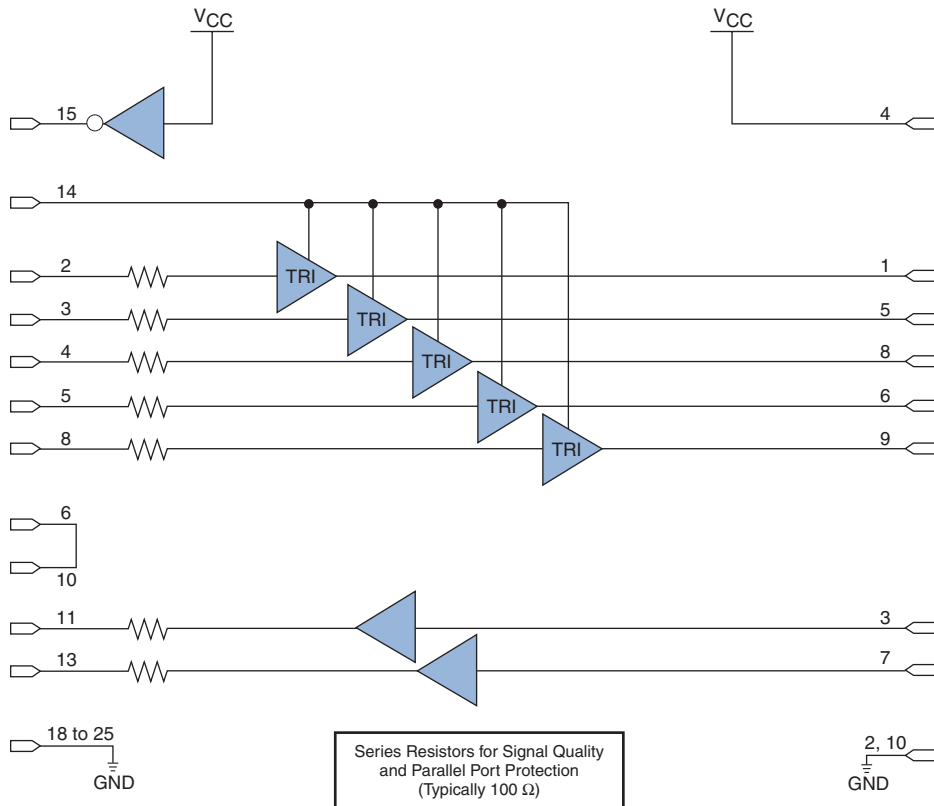 VCC
VCC
15
4
14
2
TRI
1
3
TRI
5
4
TRI
8
5
TRI
6
8
TRI
9
6
10
11
3
13
7
18 to 25
GND
2, 10
GND
Series Resistors for Signal Quality
and Parallel Port Protection
(Typically 100 Ω)